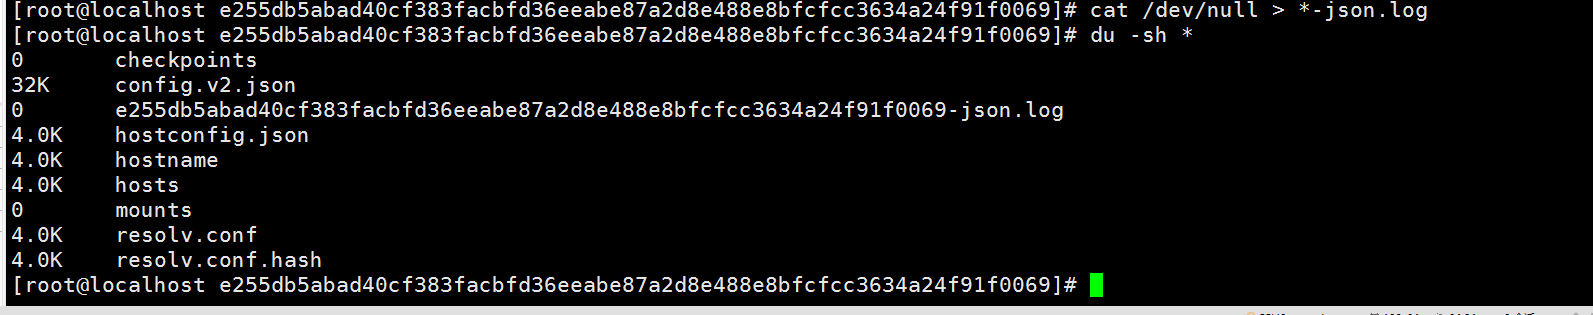 [root@localhost e255db5abad40cf383facbfd36eeabe87a2d8e488e8bfcfcc3634a24f91f0069]# cat /dev/null > *-json.log
[root@localhost e255db5abad40cf383facbfd36eeabe87a2d8e488e8bfcfcc3634a24f91f0069]# du -sh *
0 checkpoints
32K config.v2.json
0 e255db5abad40cf383facbfd36eeabe87a2d8e488e8bfcfcc3634a24f91f0069-json.log
4.0K hostconfig.json
4.0K hostname
4.0K hosts
0 mounts
4.0K resolv.conf
4.0K resolv.conf.hash
[root@localhost e255db5abad40cf383facbfd36eeabe87a2d8e488e8bfcfcc3634a24f91f0069]#